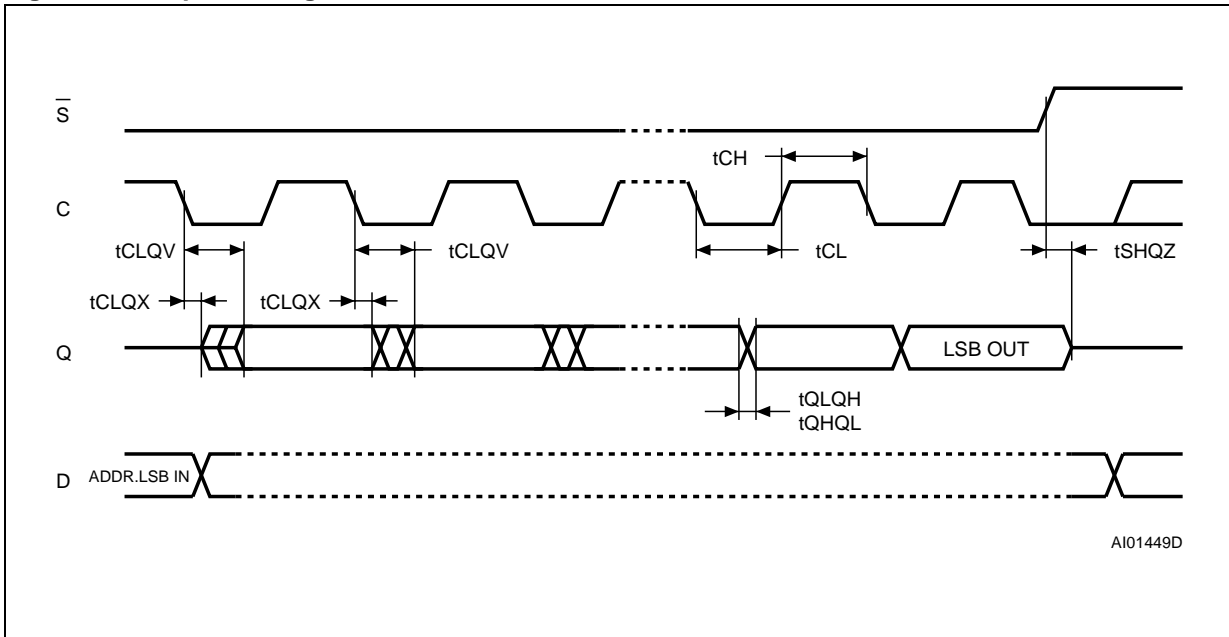 S
tCH
C
tCLQV
tCLQV
tCL
tSHQZ
tCLQX
tCLQX
Q
LSB OUT
tQLQH
tQHQL
D
ADDR.LSB IN
AI01449D